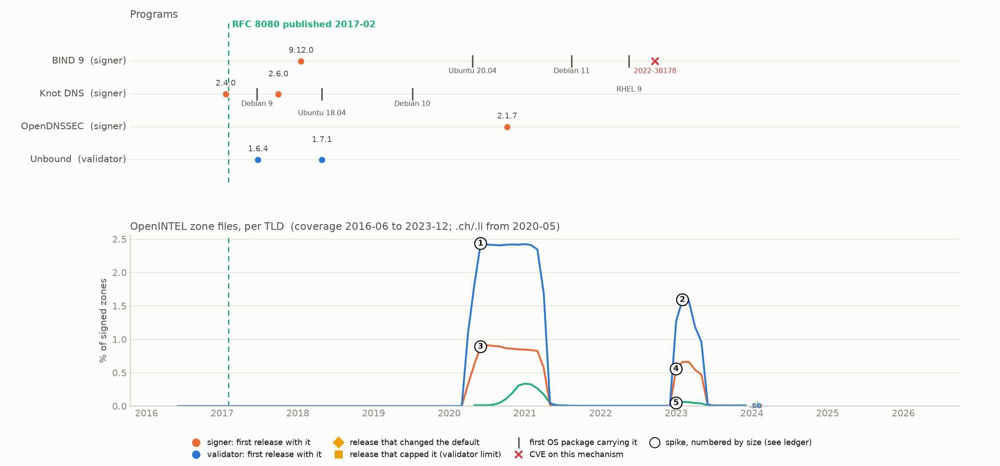 Programs
RFC 8080 published 2017-02
9.12.0
BIND 9 (signer)
Ubuntu 20.04
Debian 11
2022-38178
2.6.0
2.4.0
RHEL 9
Knot DNS (signer)
Debian 9
Debian 10
Ubuntu 18.04
2.1.7
OpenDNSSEC (signer)
1.7.1
1.6.4
Unbound (validator)
OpenINTEL zone files, per TLD (coverage 2016-06 to 2023-12; .ch/.li from 2020-05)
% of signed zones
2.5
2.0
1.5
1.0
0.5
0.0
1
2
3
4
5
2016 2017 2018 2019 2020 2021 2022 2023 2024 2025 2026
signer: first release with it
validator: first release with it
release that changed the default
release that capped it (validator limit)
first OS package carrying it
CVE on this mechanism
spike, numbered by size (see ledger)